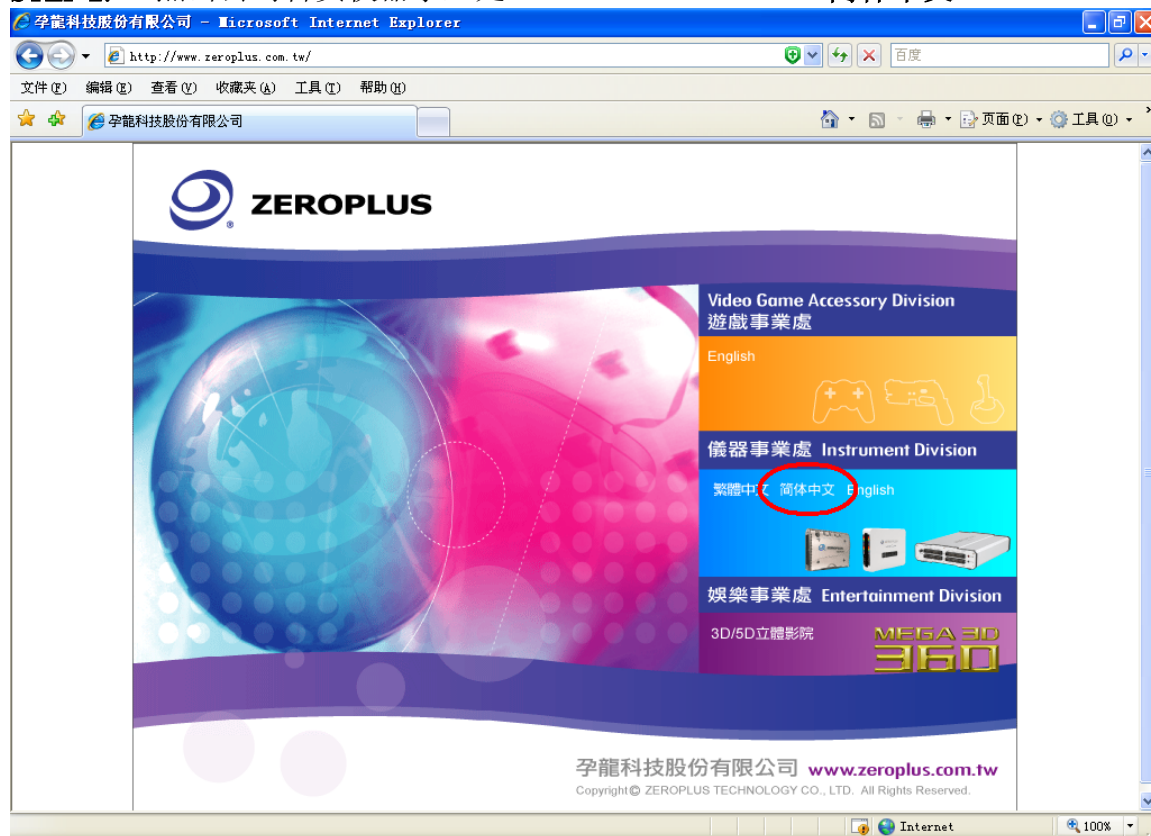 孕龍科技股份有限公司 - Microsoft Internet Explorer
http://www.zeroplus.com.tw/
百度
文件(F) 编辑(E) 查看(V) 收藏夹(A) 工具(T) 帮助(H)
孕龍科技股份有限公司
页面(P) 工具(O)
ZEROPLUS
Video Game Accessory Division
遊戲事業處
English
儀器事業處 Instrument Division
繁體中文 简体中文 English
娛樂事業處 Entertainment Division
3D/5D立體影院
MEGA 3D
360
孕龍科技股份有限公司 www.zeroplus.com.tw
Copyright© ZEROPLUS TECHNOLOGY CO., LTD. All Rights Reserved.
Internet
100%